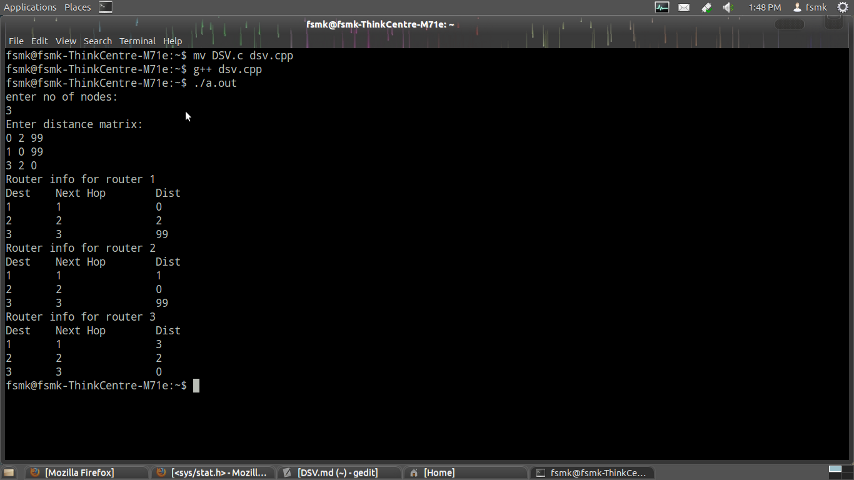 Applications Places 1:48 PM fsmk
fsmk@fsmk-ThinkCentre-M71e: ~
File Edit View Search Terminal Help
fsmk@fsmk-ThinkCentre-M71e:~$ mv DSV.c dsv.cpp
fsmk@fsmk-ThinkCentre-M71e:~$ g++ dsv.cpp
fsmk@fsmk-ThinkCentre-M71e:~$ ./a.out
enter no of nodes:
3
Enter distance matrix:
0 2 99
1 0 99
3 2 0
Router info for router 1
Dest Next Hop Dist
1 1 0
2 2 2
3 3 99
Router info for router 2
Dest Next Hop Dist
1 1 1
2 2 0
3 3 99
Router info for router 3
Dest Next Hop Dist
1 1 3
2 2 2
3 3 0
fsmk@fsmk-ThinkCentre-M71e:~$
[Mozilla Firefox] [<sys/stat.h> - Mozill... [DSV.md (~) - gedit] [Home] fsmk@fsmk-ThinkCe...